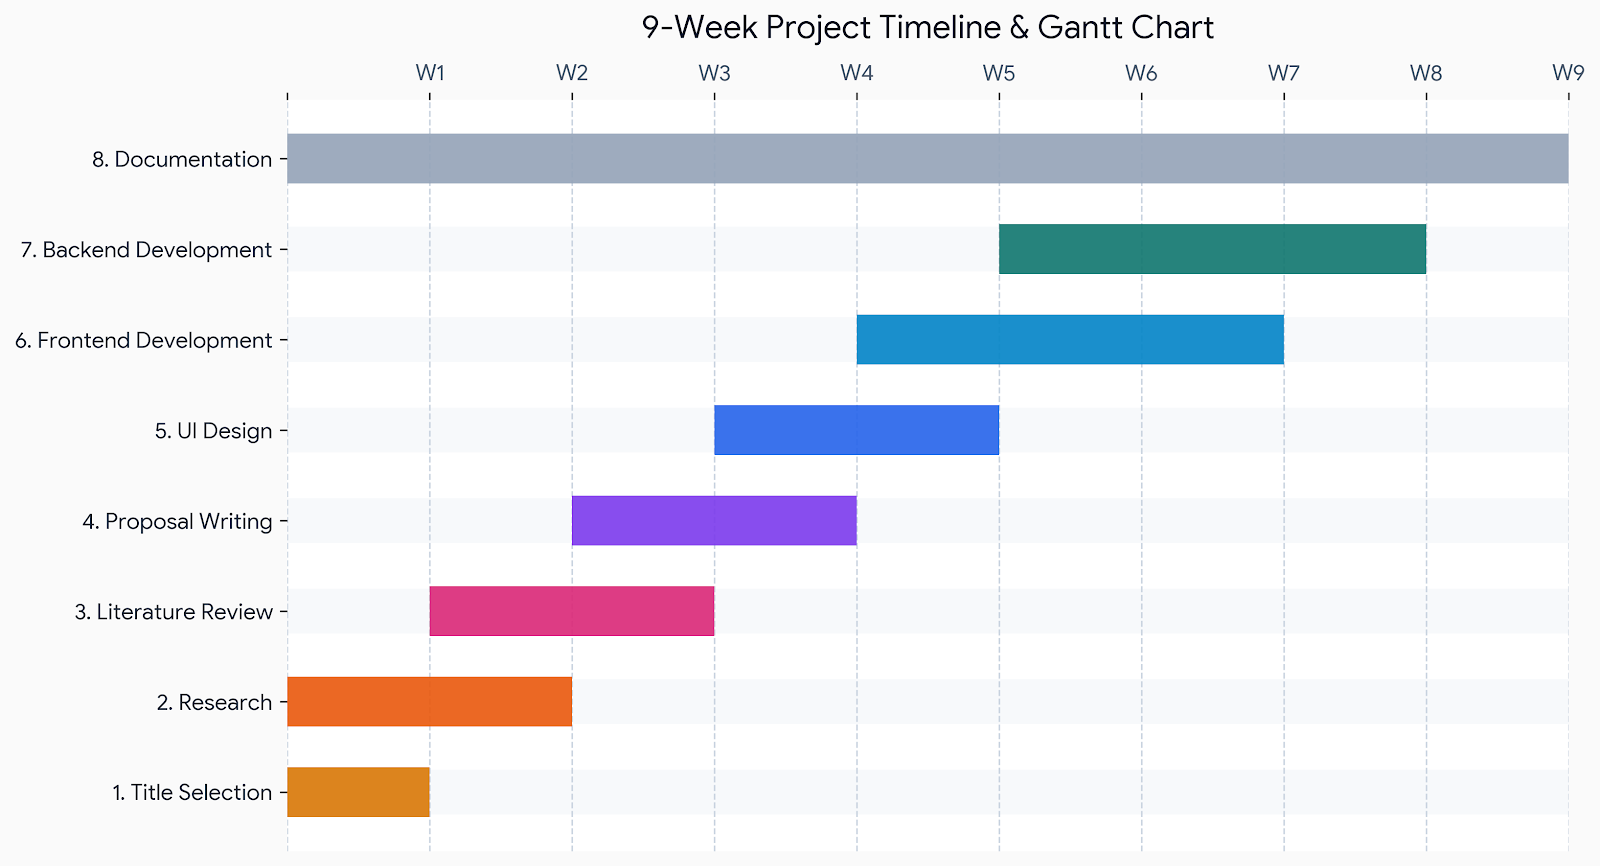 9-Week Project Timeline & Gantt Chart
W1 W2 W3 W4 W5 W6 W7 W8 W9
8. Documentation
7. Backend Development
6. Frontend Development
5. UI Design
4. Proposal Writing
3. Literature Review
2. Research
1. Title Selection